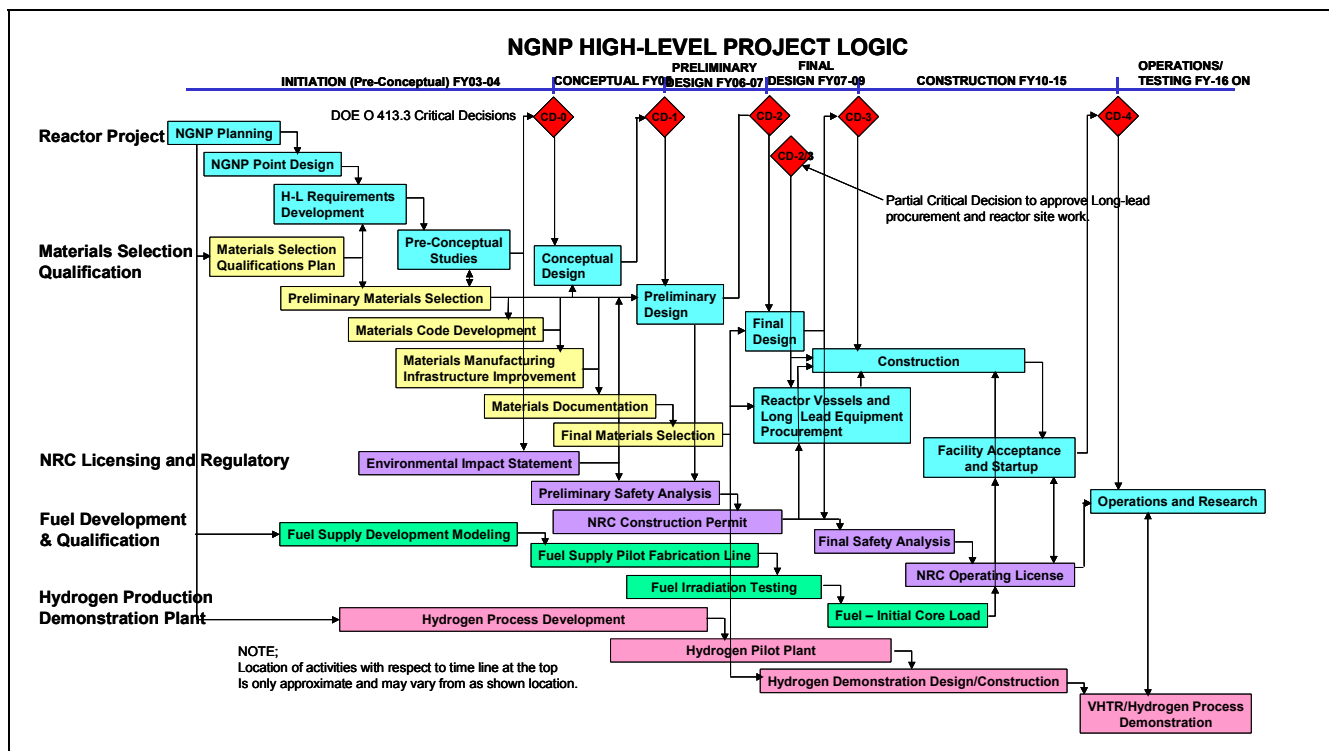 NGNP HIGH-LEVEL PROJECT LOGIC
INITIATION (Pre-Conceptual) FY03-04
CONCEPTUAL FY05
PRELIMINARY
DESIGN FY06-07
FINAL
DESIGN FY07-09
CONSTRUCTION FY10-15
OPERATIONS/
TESTING FY-16 ON
DOE O 413.3 Critical Decisions
CD-0
CD-1
CD-2
CD-3
CD-4
CD-2/3
Partial Critical Decision to approve Long-lead
procurement and reactor site work.
Reactor Project
NGNP Planning
NGNP Point Design
H-L Requirements
Development
Pre-Conceptual
Studies
Conceptual
Design
Preliminary
Design
Final
Design
Construction
Reactor Vessels and
Long Lead Equipment
Procurement
Facility Acceptance
and Startup
Operations and Research
Materials Selection
Qualification
Materials Selection
Qualifications Plan
Preliminary Materials Selection
Materials Code Development
Materials Manufacturing
Infrastructure Improvement
Materials Documentation
Final Materials Selection
NRC Licensing and Regulatory
Environmental Impact Statement
Preliminary Safety Analysis
NRC Construction Permit
Final Safety Analysis
NRC Operating License
Fuel Development
& Qualification
Fuel Supply Development Modeling
Fuel Supply Pilot Fabrication Line
Fuel Irradiation Testing
Fuel – Initial Core Load
Hydrogen Production
Demonstration Plant
Hydrogen Process Development
Hydrogen Pilot Plant
Hydrogen Demonstration Design/Construction
VHTR/Hydrogen Process
Demonstration
NOTE;
Location of activities with respect to time line at the top
Is only approximate and may vary from as shown location.